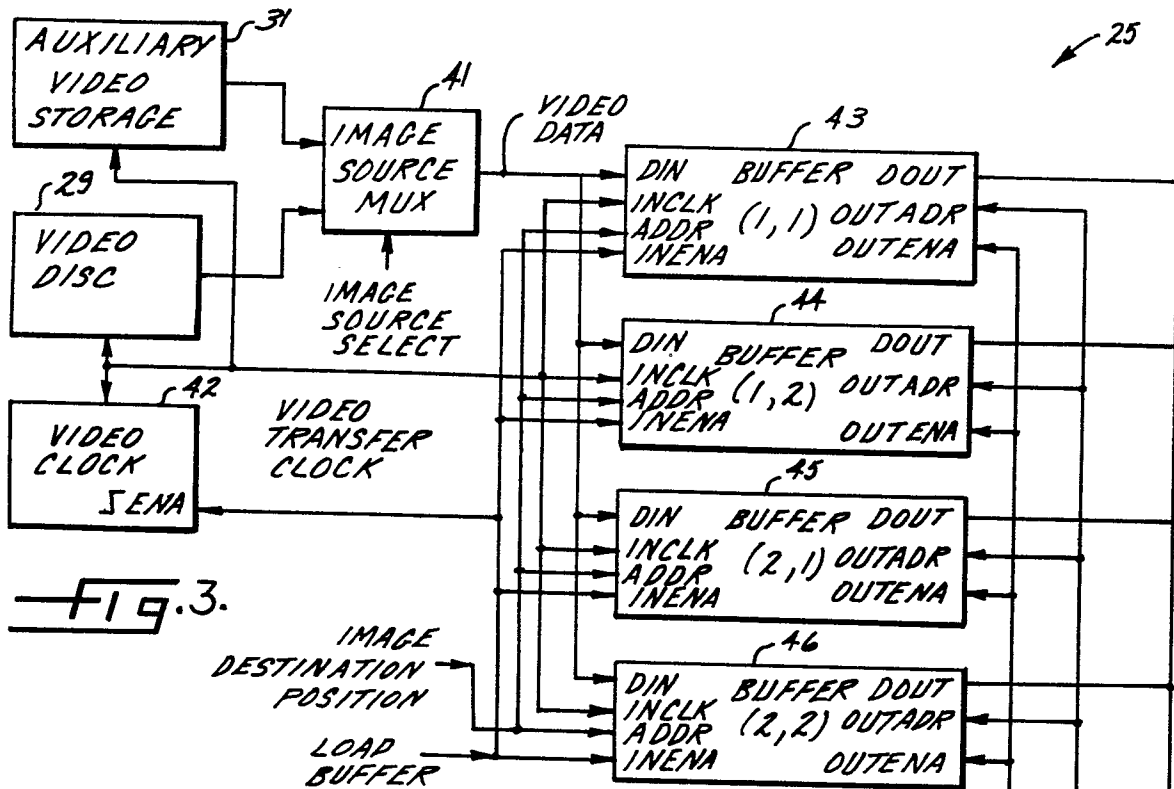 31
AUXILIARY
VIDEO
STORAGE
25
41
IMAGE
SOURCE
MUX
VIDEO
DATA
43
DIN BUFFER DOUT
INCLK (1,1) OUTADR
ADDR OUTENA
INENA
29
VIDEO
DISC
IMAGE
SOURCE
SELECT
44
DIN BUFFER DOUT
INCLK (1,2) OUTADR
ADDR
INENA OUTENA
42
VIDEO
CLOCK
ΣENA
VIDEO
TRANSFER
CLOCK
45
DIN BUFFER DOUT
INCLK (2,1) OUTADR
ADDR
INENA OUTENA
Fig. 3.
IMAGE
DESTINATION
POSITION
LOAD
BUFFER
46
DIN BUFFER DOUT
INCLK (2,2) OUTADR
ADDR
INENA OUTENA